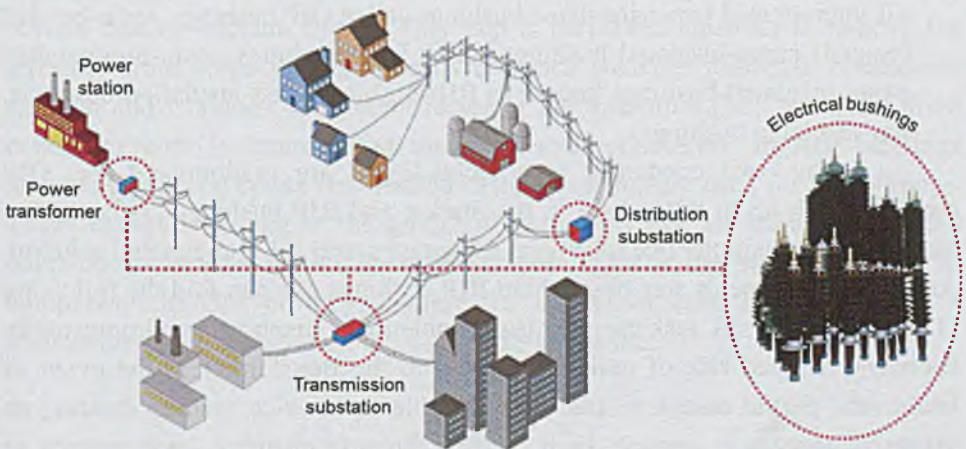 Power
station
Power
transformer
Electrical bushings
Distribution
substation
Transmission
substation